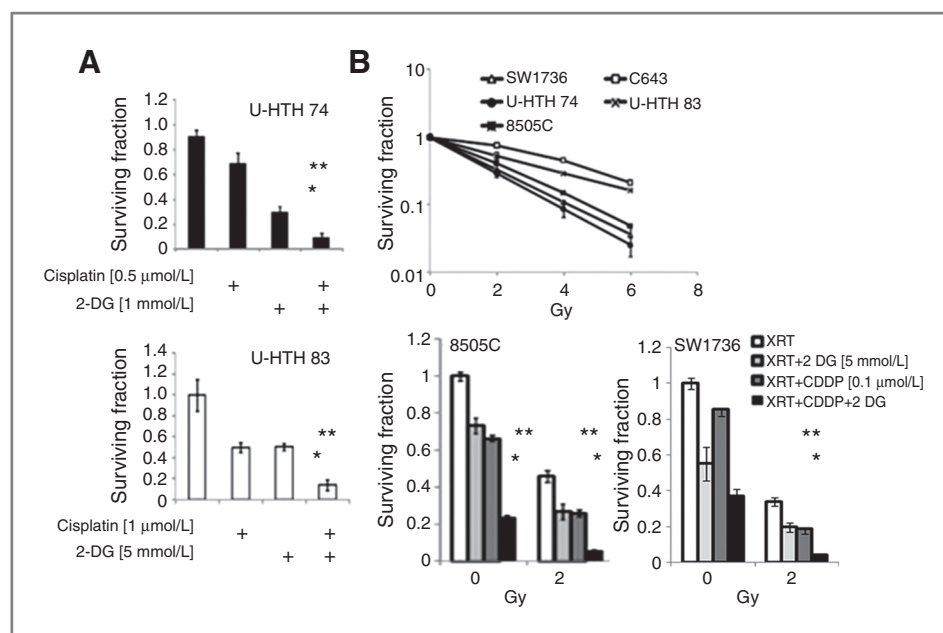 A
B
1.2
1.0
0.8
0.6
0.4
0.2
0
Surviving fraction
U-HTH 74
**
*
Cisplatin [0.5 μmol/L] + +
2-DG [1 mmol/L] + +
1.4
1.2
1.0
0.8
0.6
0.4
0.2
0
Surviving fraction
U-HTH 83
**
*
Cisplatin [1 μmol/L] + +
2-DG [5 mmol/L] + +
10
1
0.1
0.01
Surviving fraction
SW1736 C643
U-HTH 74 U-HTH 83
8505C
0 2 4 6 8
Gy
1.2
1
0.8
0.6
0.4
0.2
0
Surviving fraction
8505C
** **
* *
0 2
Gy
1.2
1
0.8
0.6
0.4
0.2
0
Surviving fraction
SW1736
XRT
XRT+2 DG [5 mmol/L]
XRT+CDDP [0.1 μmol/L]
XRT+CDDP+2 DG
**
*
0 2
Gy